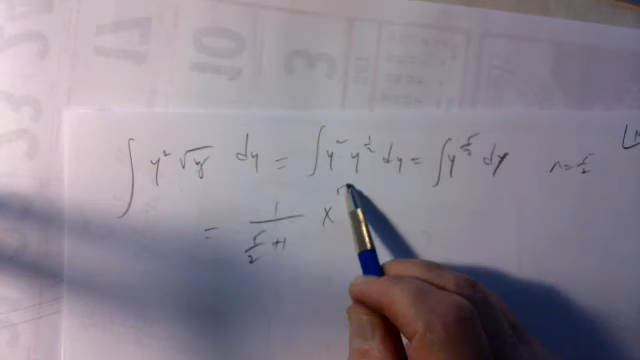 ∫ y² √y dy = ∫ y² y^½ dy = ∫ y^(5/2) dy n = 5/2
= 1/(5/2 + 1) x